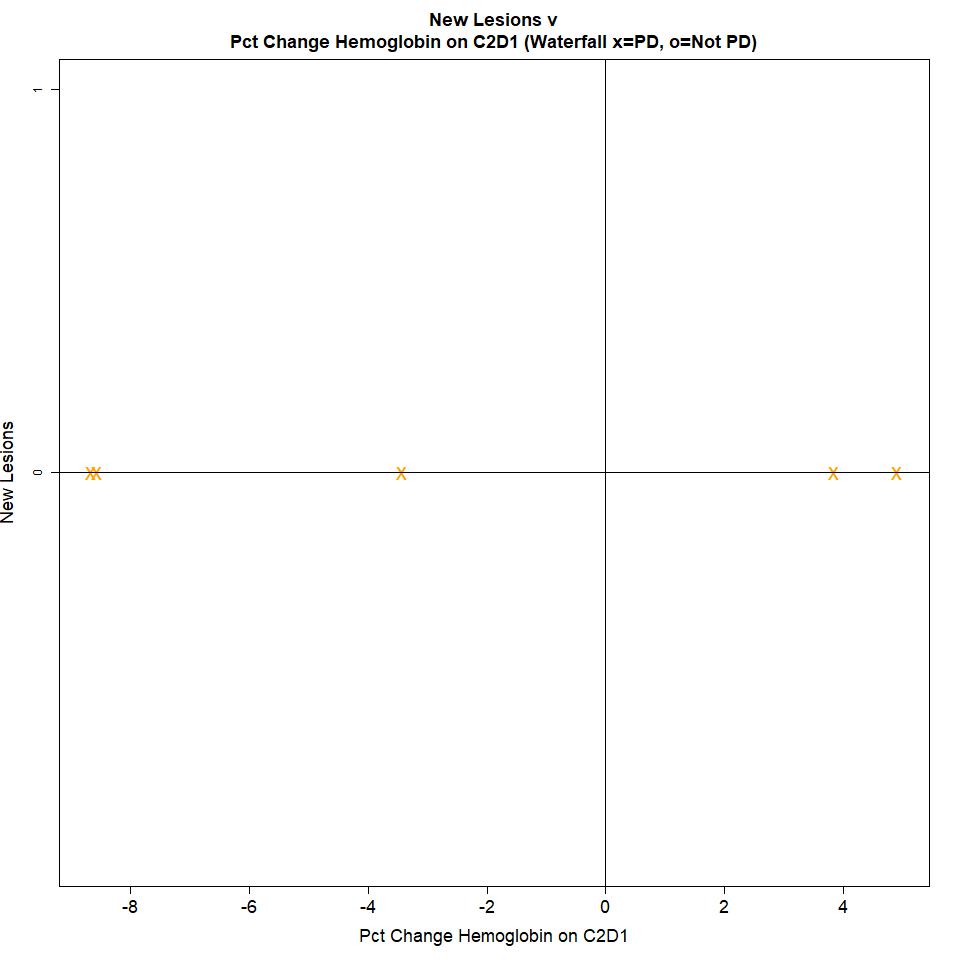 New Lesions v
Pct Change Hemoglobin on C2D1 (Waterfall x=PD, o=Not PD)
1
New Lesions
0
X X X X X
-8 -6 -4 -2 0 2 4
Pct Change Hemoglobin on C2D1